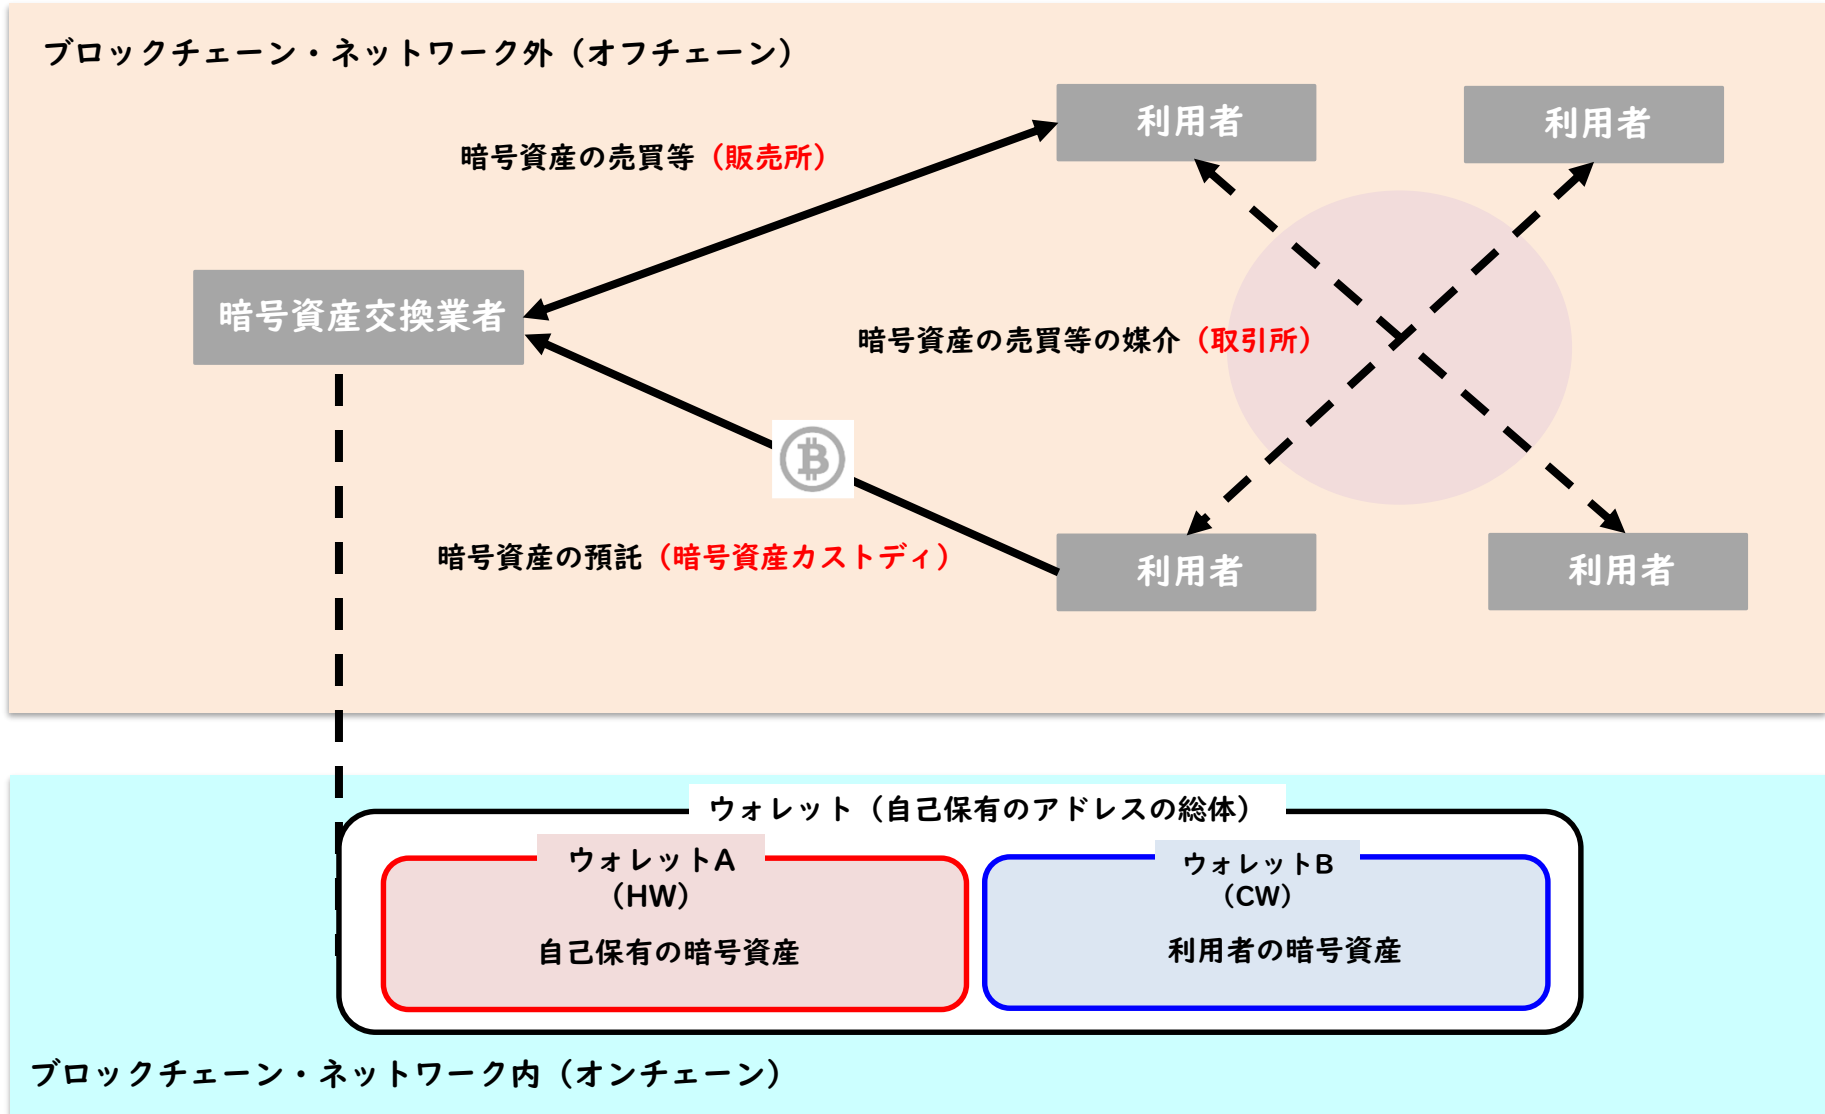 ブロックチェーン・ネットワーク外（オフチェーン）
利用者
利用者
暗号資産の売買等（販売所）
暗号資産交換業者
暗号資産の売買等の媒介（取引所）
暗号資産の預託（暗号資産カストディ）
利用者
利用者
ウォレット（自己保有のアドレスの総体）
ウォレットA
（HW）
自己保有の暗号資産
ウォレットB
（CW）
利用者の暗号資産
ブロックチェーン・ネットワーク内（オンチェーン）